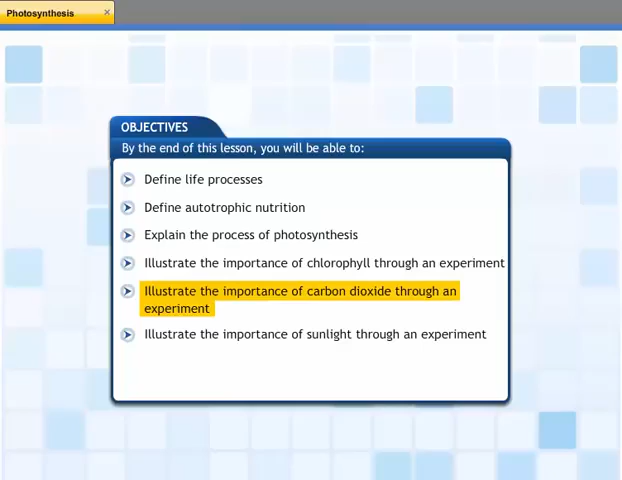 Photosynthesis
OBJECTIVES
By the end of this lesson, you will be able to:
Define life processes
Define autotrophic nutrition
Explain the process of photosynthesis
Illustrate the importance of chlorophyll through an experiment
Illustrate the importance of carbon dioxide through an
experiment
Illustrate the importance of sunlight through an experiment